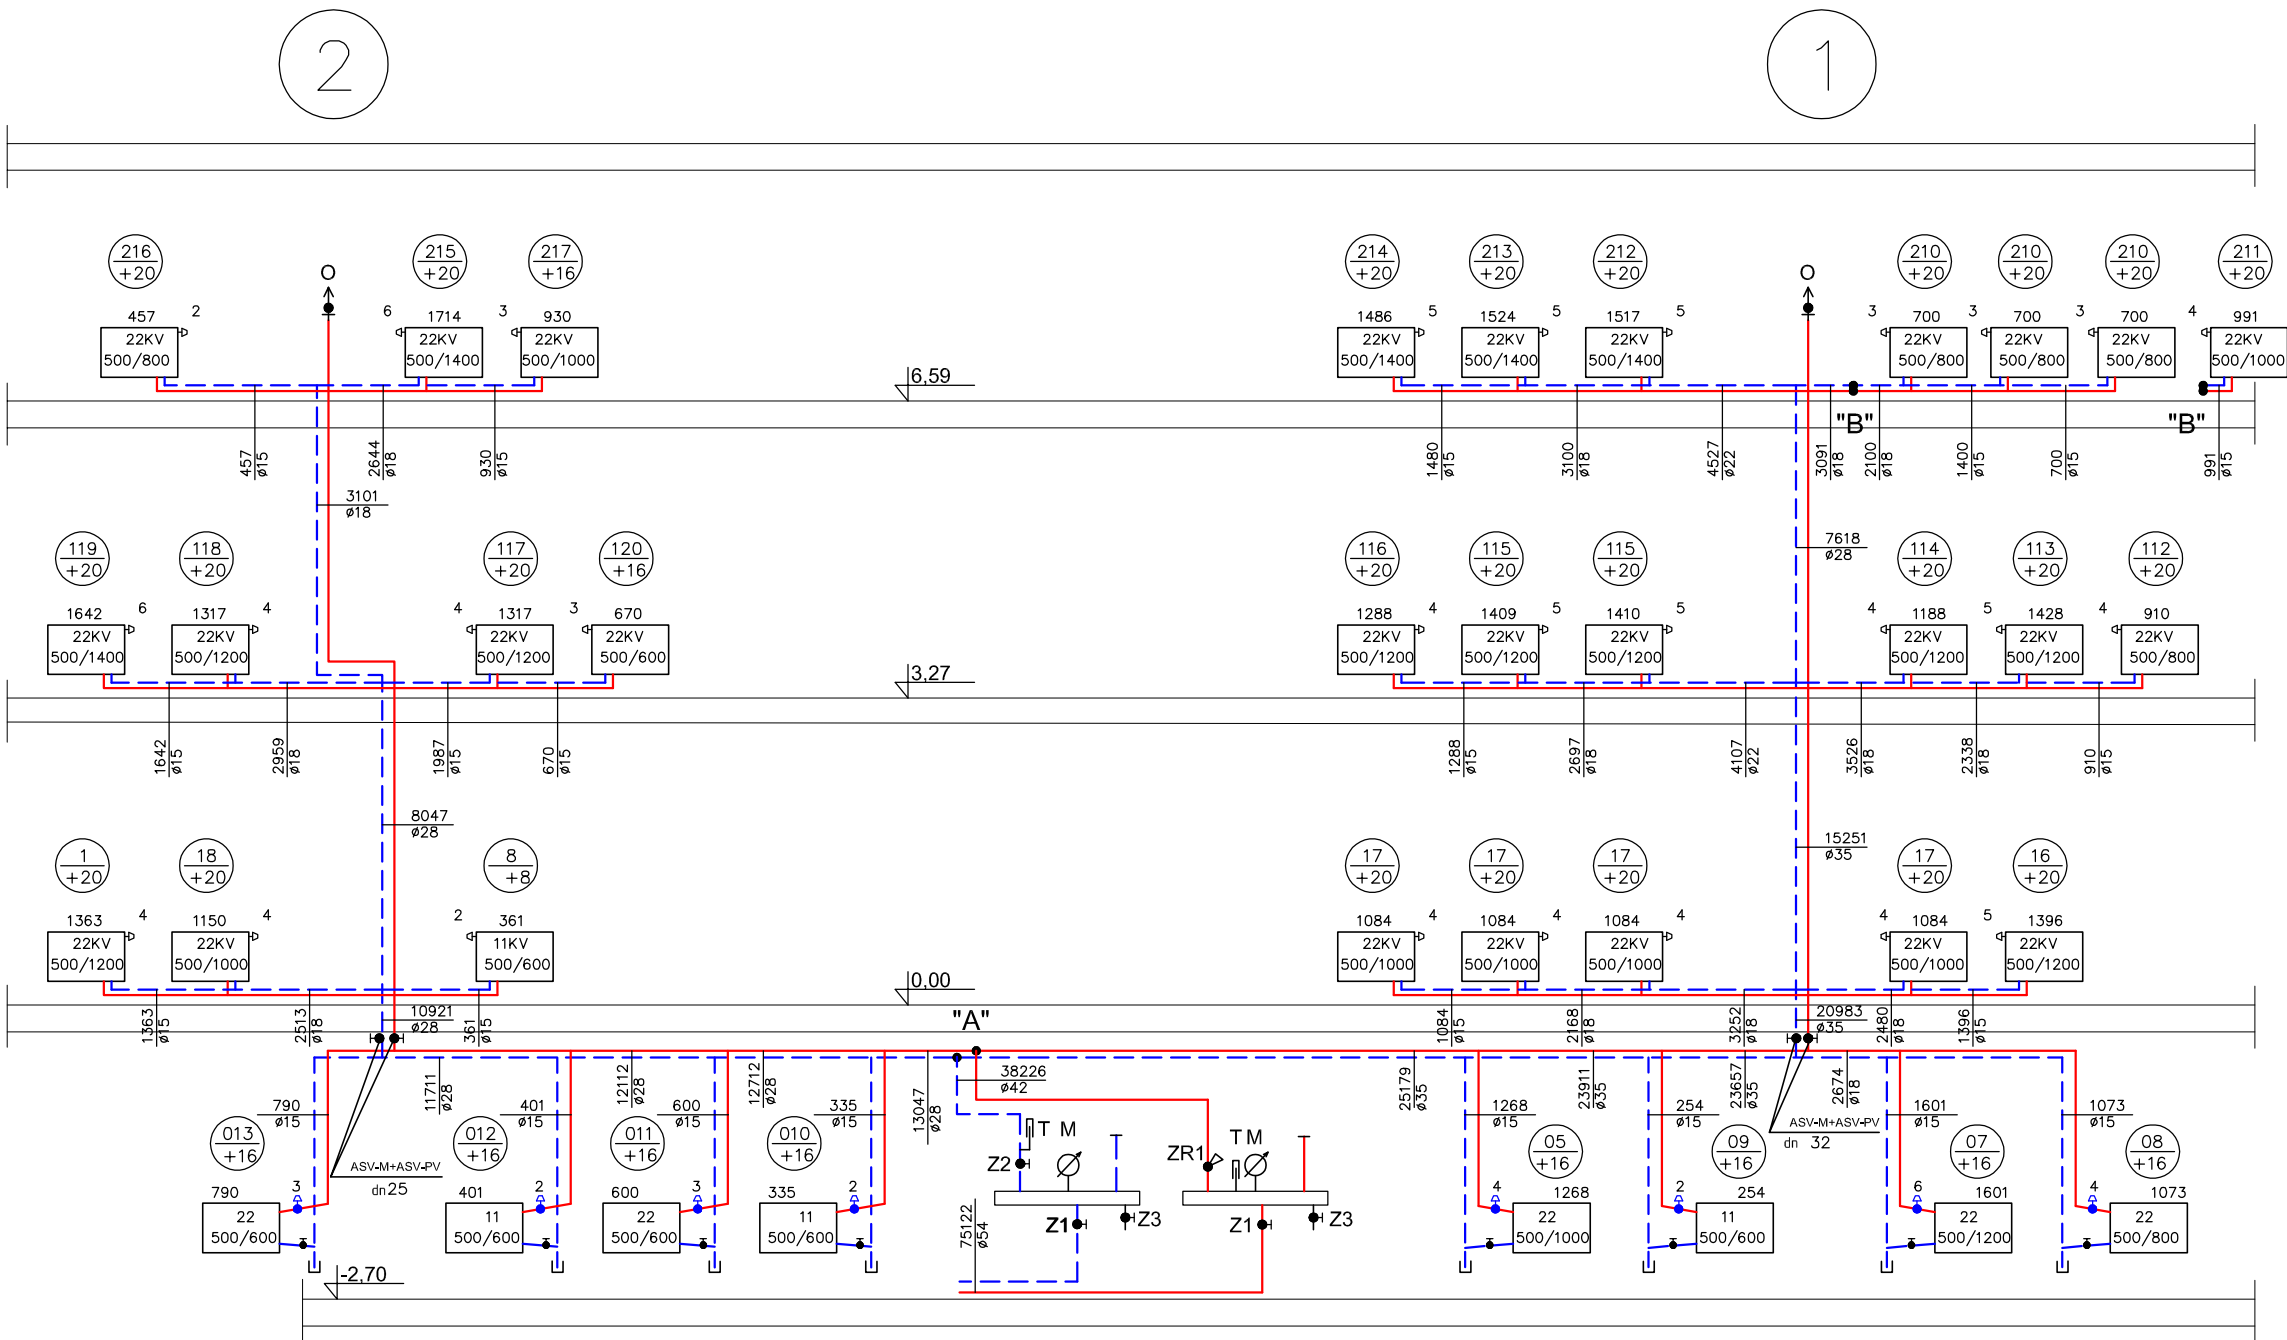 2
1
216 215 217 214 213 212 210 210 210 211
+20 +20 +16 +20 +20 +20 +20 +20 +20 +20
O O
457 2 6 1714 3 930 1486 5 1524 5 1517 5 3 700 3 700 3 700 4 991
22KV 22KV 22KV 22KV 22KV 22KV 22KV 22KV 22KV 22KV
500/800 500/1400 500/1000 500/1400 500/1400 500/1400 500/800 500/800 500/800 500/1000
6,59
"B" "B"
457 2644 930 1480 3100 4527 3091 2100 1400 700 991
ø15 ø18 ø15 ø15 ø18 ø22 ø18 ø18 ø15 ø15 ø15
3101
ø18
7618
ø28
119 118 117 120 116 115 115 114 113 112
+20 +20 +20 +16 +20 +20 +20 +20 +20 +20
1642 6 1317 4 4 1317 3 670 1288 4 1409 5 1410 5 4 1188 5 1428 4 910
22KV 22KV 22KV 22KV 22KV 22KV 22KV 22KV 22KV 22KV
500/1400 500/1200 500/1200 500/600 500/1200 500/1200 500/1200 500/1200 500/1200 500/800
3,27
1642 2959 1987 670 1288 2697 4107 3526 2338 910
ø15 ø18 ø15 ø15 ø15 ø18 ø22 ø18 ø18 ø15
8047
ø28
15251
ø35
1 18 8 17 17 17 17 16
+20 +20 +8 +20 +20 +20 +20 +20
1363 4 1150 4 2 361 1084 4 1084 4 1084 4 4 1084 5 1396
22KV 22KV 11KV 22KV 22KV 22KV 22KV 22KV
500/1200 500/1000 500/600 500/1000 500/1000 500/1000 500/1000 500/1200
0,00
1363 2513 361 1084 2168 3252 2480 1396
ø15 ø18 ø15 ø15 ø18 ø18 ø18 ø15
10921
ø28
20983
ø35
"A"
11711 12112 12712 13047 25179 23911 23657 2674
ø28 ø28 ø28 ø28 ø35 ø35 ø35 ø18
38226
ø42
790 401 600 335 1268 254 1601 1073
ø15 ø15 ø15 ø15 ø15 ø15 ø15 ø15
013 012 011 010 05 09 07 08
+16 +16 +16 +16 +16 +16 +16 +16
ASV-M+ASV-PV
dn25
ASV-M+ASV-PV
dn 32
T M T M
Z2 ZR1
790 3 401 2 600 3 335 2 4 1268 2 254 6 1601 4 1073
22 11 22 11 22 11 22 22
500/600 500/600 500/600 500/600 500/1000 500/600 500/1200 500/800
Z1 Z3 Z1 Z3
75122
ø54
-2,70